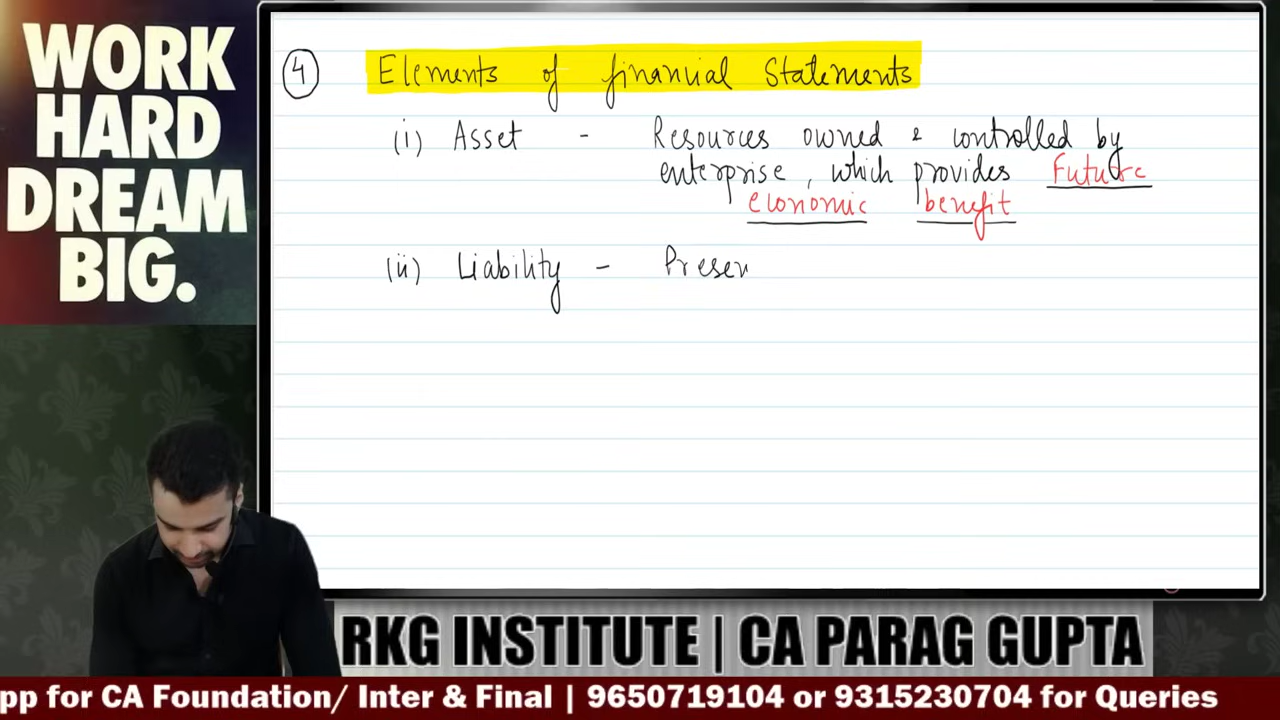 WORK
HARD
DREAM
BIG.
4 Elements of financial Statements
(i) Asset - Resources owned & controlled by
enterprise, which provides Future
economic benefit
(ii) Liability - Presen
RKG INSTITUTE | CA PARAG GUPTA
pp for CA Foundation/ Inter & Final | 9650719104 or 9315230704 for Queries